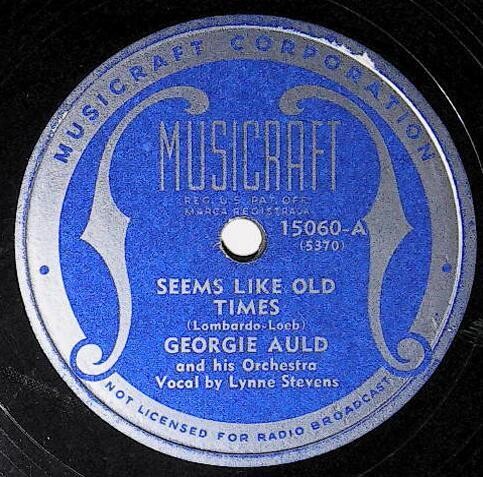 MUSICRAFT CORPORATION
MUSICRAFT
REG. U.S. PAT. OFF.
MARCA REGISTRADA
15060-A
(5370)
SEEMS LIKE OLD
TIMES
(Lombardo-Loeb)
GEORGIE AULD
and his Orchestra
Vocal by Lynne Stevens
NOT LICENSED FOR RADIO BROADCAST